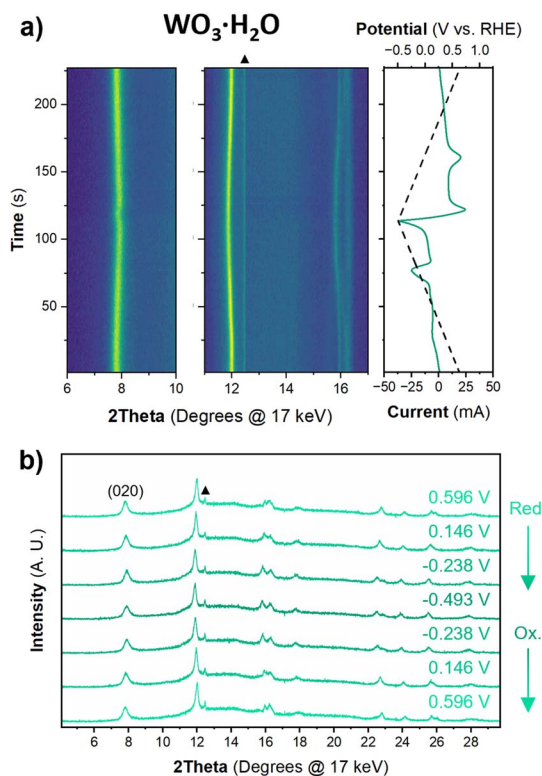 a)
WO₃·H₂O
Potential (V vs. RHE)
-0.5 0.0 0.5 1.0
▲
200
150
100
50
Time (s)
6 8 10
12 14 16
-50 -25 0 25 50
2Theta (Degrees @ 17 keV)
Current (mA)
b)
(020)
▲
0.596 V
Red
0.146 V
-0.238 V
-0.493 V
Ox.
-0.238 V
0.146 V
0.596 V
Intensity (A. U.)
6 8 10 12 14 16 18 20 22 24 26 28
2Theta (Degrees @ 17 keV)